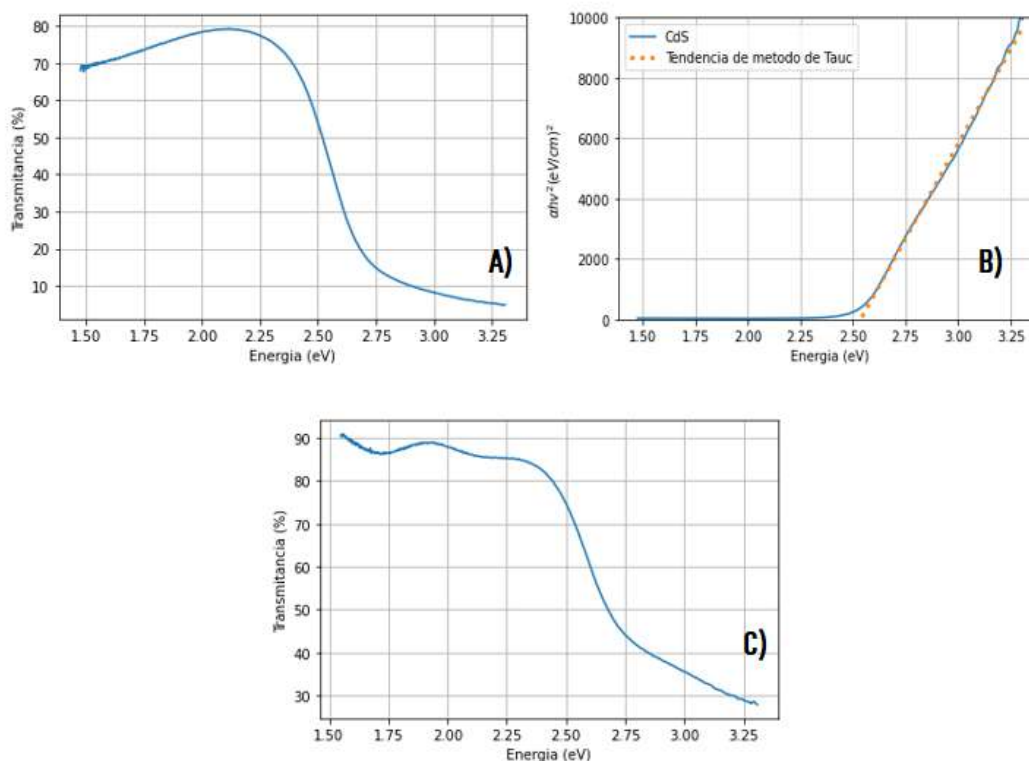 80
70
60
50
40
30
20
10
Transmitancia (%)
1.50 1.75 2.00 2.25 2.50 2.75 3.00 3.25
Energia (eV)
A)
10000
8000
6000
4000
2000
0
αhv²(eV/cm)²
CdS
Tendencia de metodo de Tauc
1.50 1.75 2.00 2.25 2.50 2.75 3.00 3.25
Energia (eV)
B)
90
80
70
60
50
40
30
Transmitancia (%)
1.50 1.75 2.00 2.25 2.50 2.75 3.00 3.25
Energia (eV)
C)